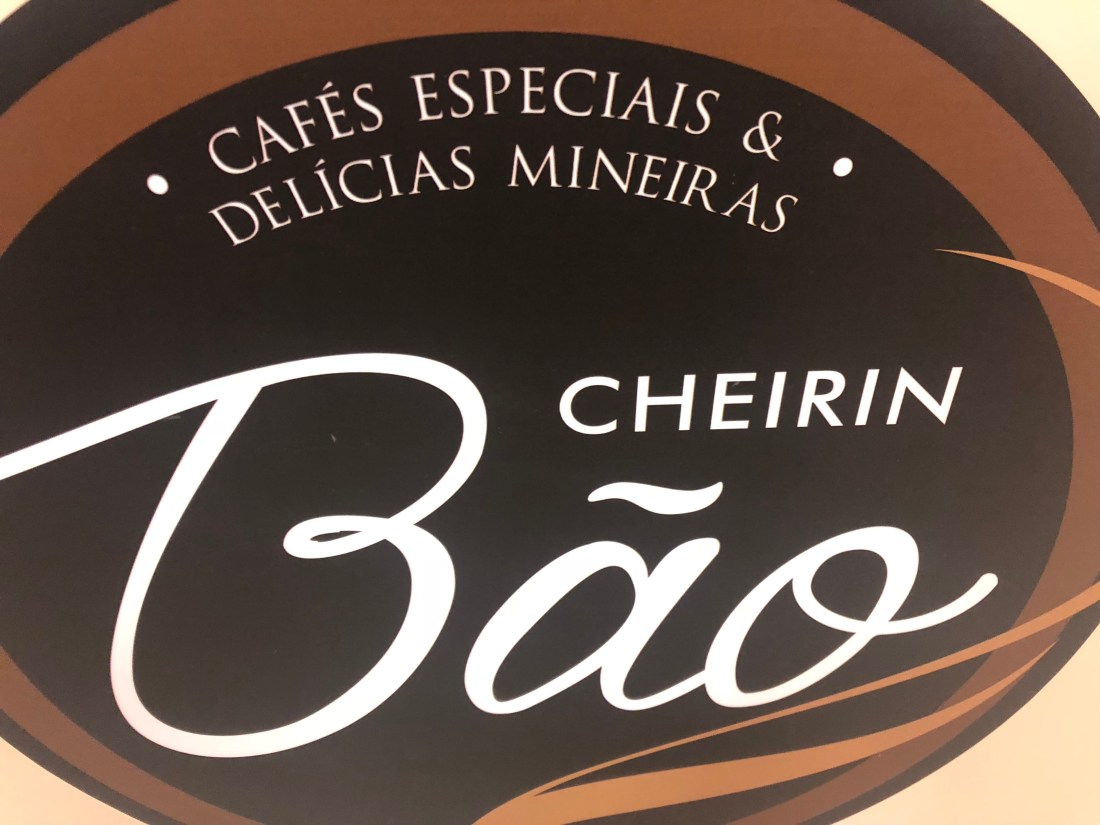 CAFÉS ESPECIAIS &
DELÍCIAS MINEIRAS
CHEIRIN
Bão